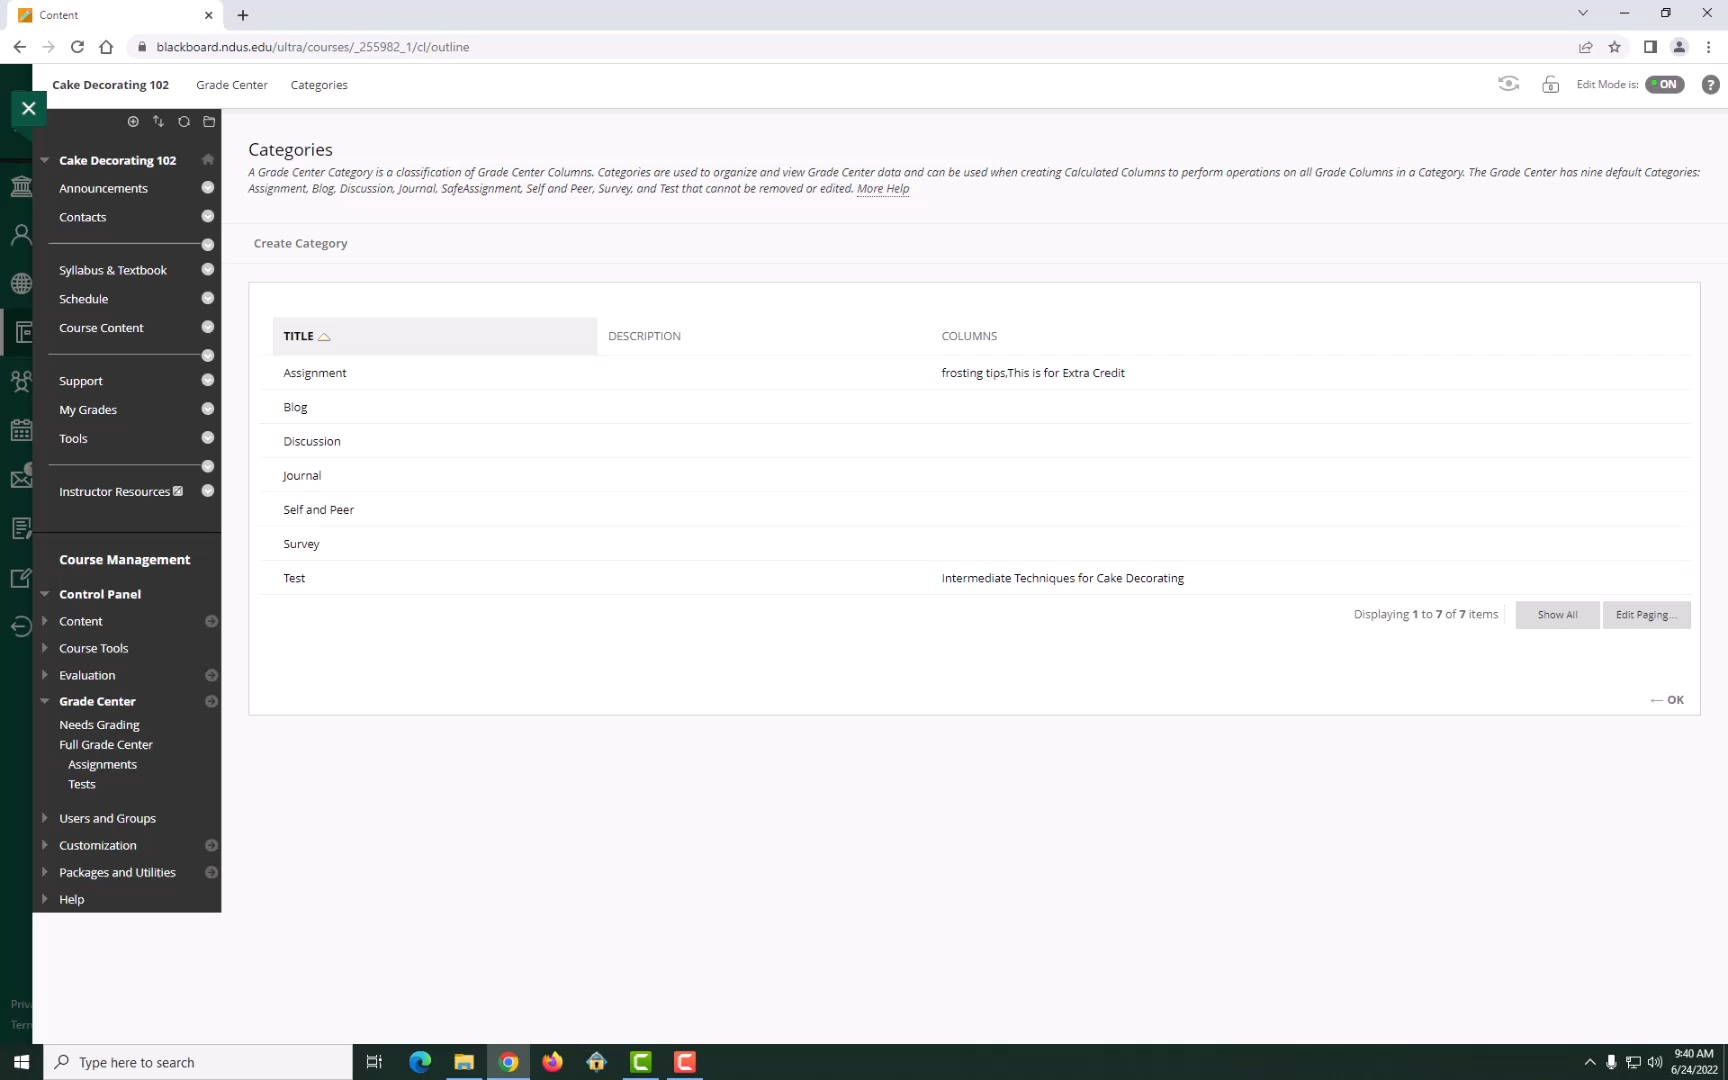 Content
blackboard.ndus.edu/ultra/courses/_255982_1/cl/outline
Cake Decorating 102 Grade Center Categories
Edit Mode is: ON ?
Cake Decorating 102
Announcements
Contacts
Syllabus & Textbook
Schedule
Course Content
Support
My Grades
Tools
Instructor Resources
Course Management
Control Panel
Content
Course Tools
Evaluation
Grade Center
Needs Grading
Full Grade Center
Assignments
Tests
Users and Groups
Customization
Packages and Utilities
Help
Categories
A Grade Center Category is a classification of Grade Center Columns. Categories are used to organize and view Grade Center data and can be used when creating Calculated Columns to perform operations on all Grade Columns in a Category. The Grade Center has nine default Categories:
Assignment, Blog, Discussion, Journal, SafeAssignment, Self and Peer, Survey, and Test that cannot be removed or edited. More Help
Create Category
TITLE DESCRIPTION COLUMNS
Assignment frosting tips,This is for Extra Credit
Blog
Discussion
Journal
Self and Peer
Survey
Test Intermediate Techniques for Cake Decorating
Displaying 1 to 7 of 7 items Show All Edit Paging...
OK
Type here to search
9:40 AM
6/24/2022